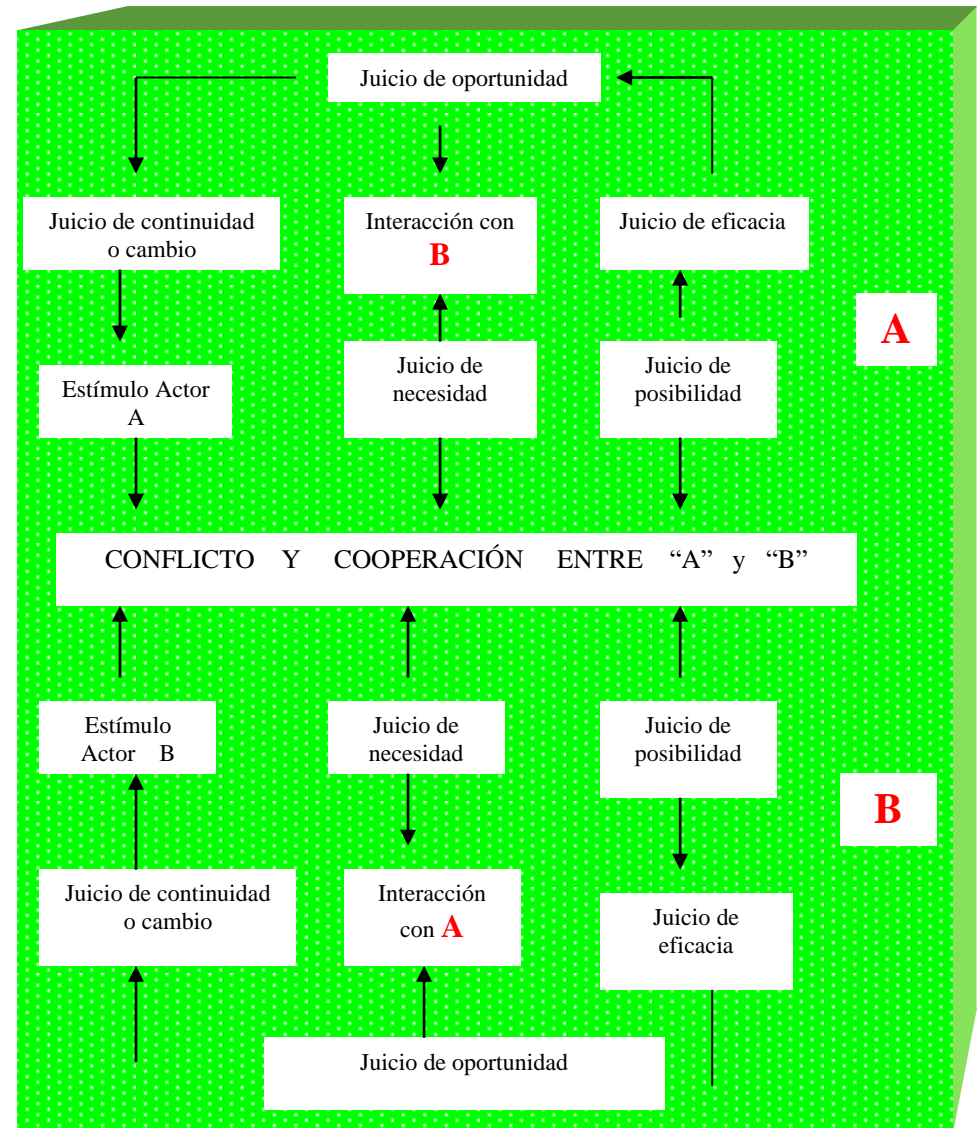 Juicio de oportunidad
Juicio de continuidad
o cambio
Interacción con
B
Juicio de eficacia
A
Estímulo Actor
A
Juicio de
necesidad
Juicio de
posibilidad
CONFLICTO Y COOPERACIÓN ENTRE “A” y “B”
Estímulo
Actor B
Juicio de
necesidad
Juicio de
posibilidad
B
Juicio de continuidad
o cambio
Interacción
con A
Juicio de
eficacia
Juicio de oportunidad